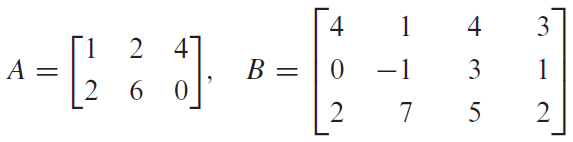 A = [1 2 4
2 6 0], B = [4 1 4 3
0 −1 3 1
2 7 5 2]